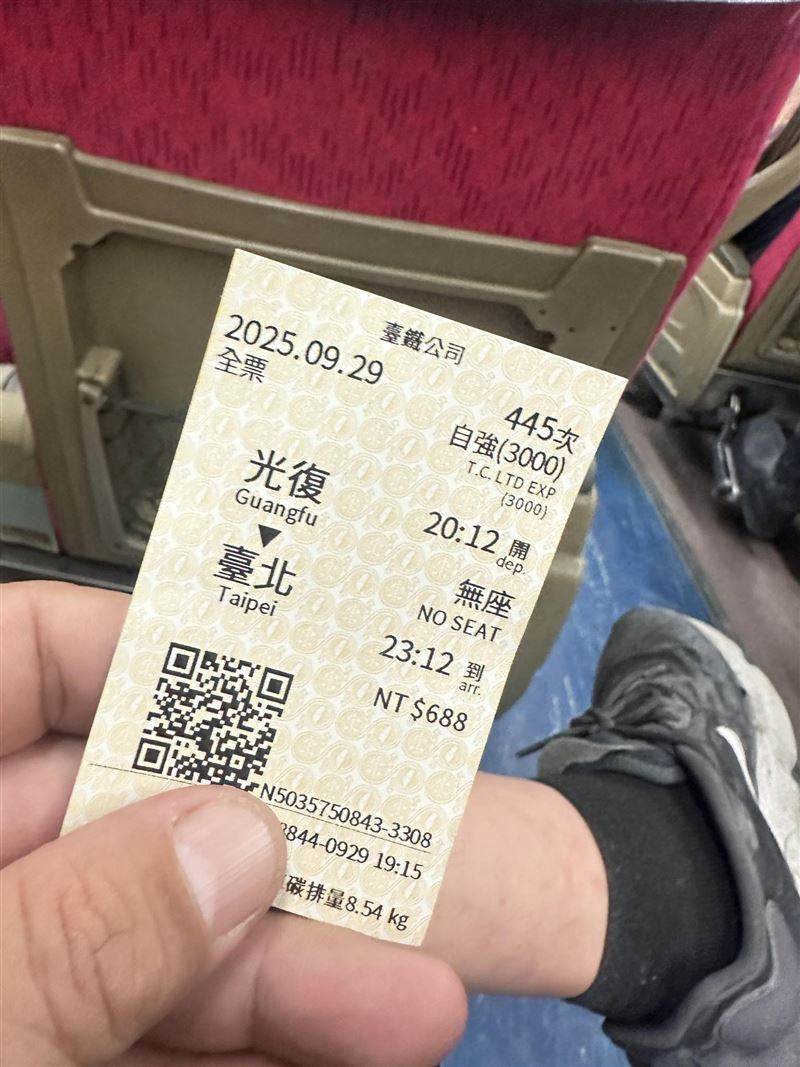 臺鐵公司
2025.09.29
全票
445次
自強(3000)
T.C. LTD EXP
(3000)
光復
Guangfu
20:12 開
dep.
臺北
Taipei
無座
NO SEAT
23:12 到
arr.
NT $688
N5035750843-3308
3844-0929 19:15
碳排量8.54 kg